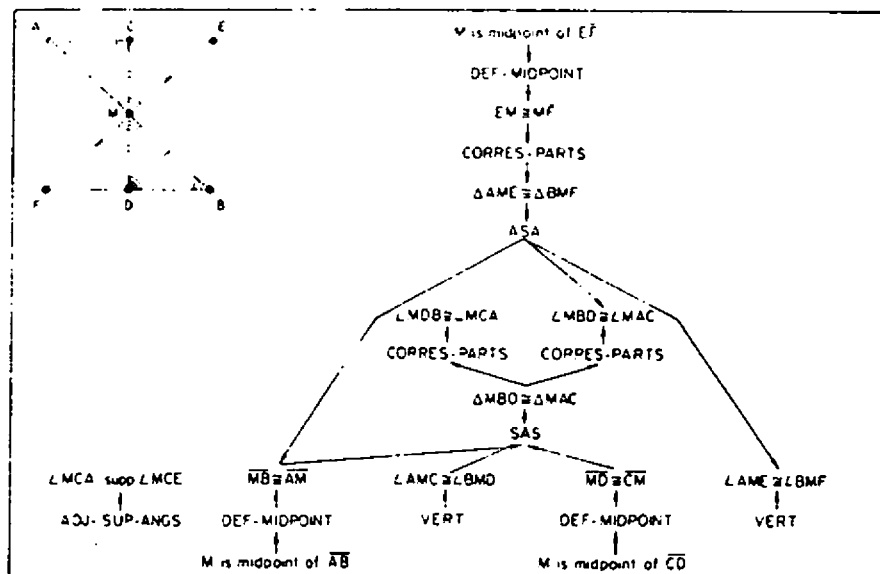 A C E
M is midpoint of EF
DEF-MIDPOINT
M
EM ≅ MF
CORRES-PARTS
F D B
ΔAME ≅ ΔBMF
ASA
∠MDB ≅ ∠MCA ∠MBD ≅ ∠MAC
CORRES-PARTS CORRES-PARTS
ΔMBD ≅ ΔMAC
SAS
∠MCA supp ∠MCE MB ≅ AM ∠AMC ≅ ∠BMD MD ≅ CM ∠AME ≅ ∠BMF
ADJ-SUP-ANGS DEF-MIDPOINT VERT DEF-MIDPOINT VERT
M is midpoint of AB M is midpoint of CD